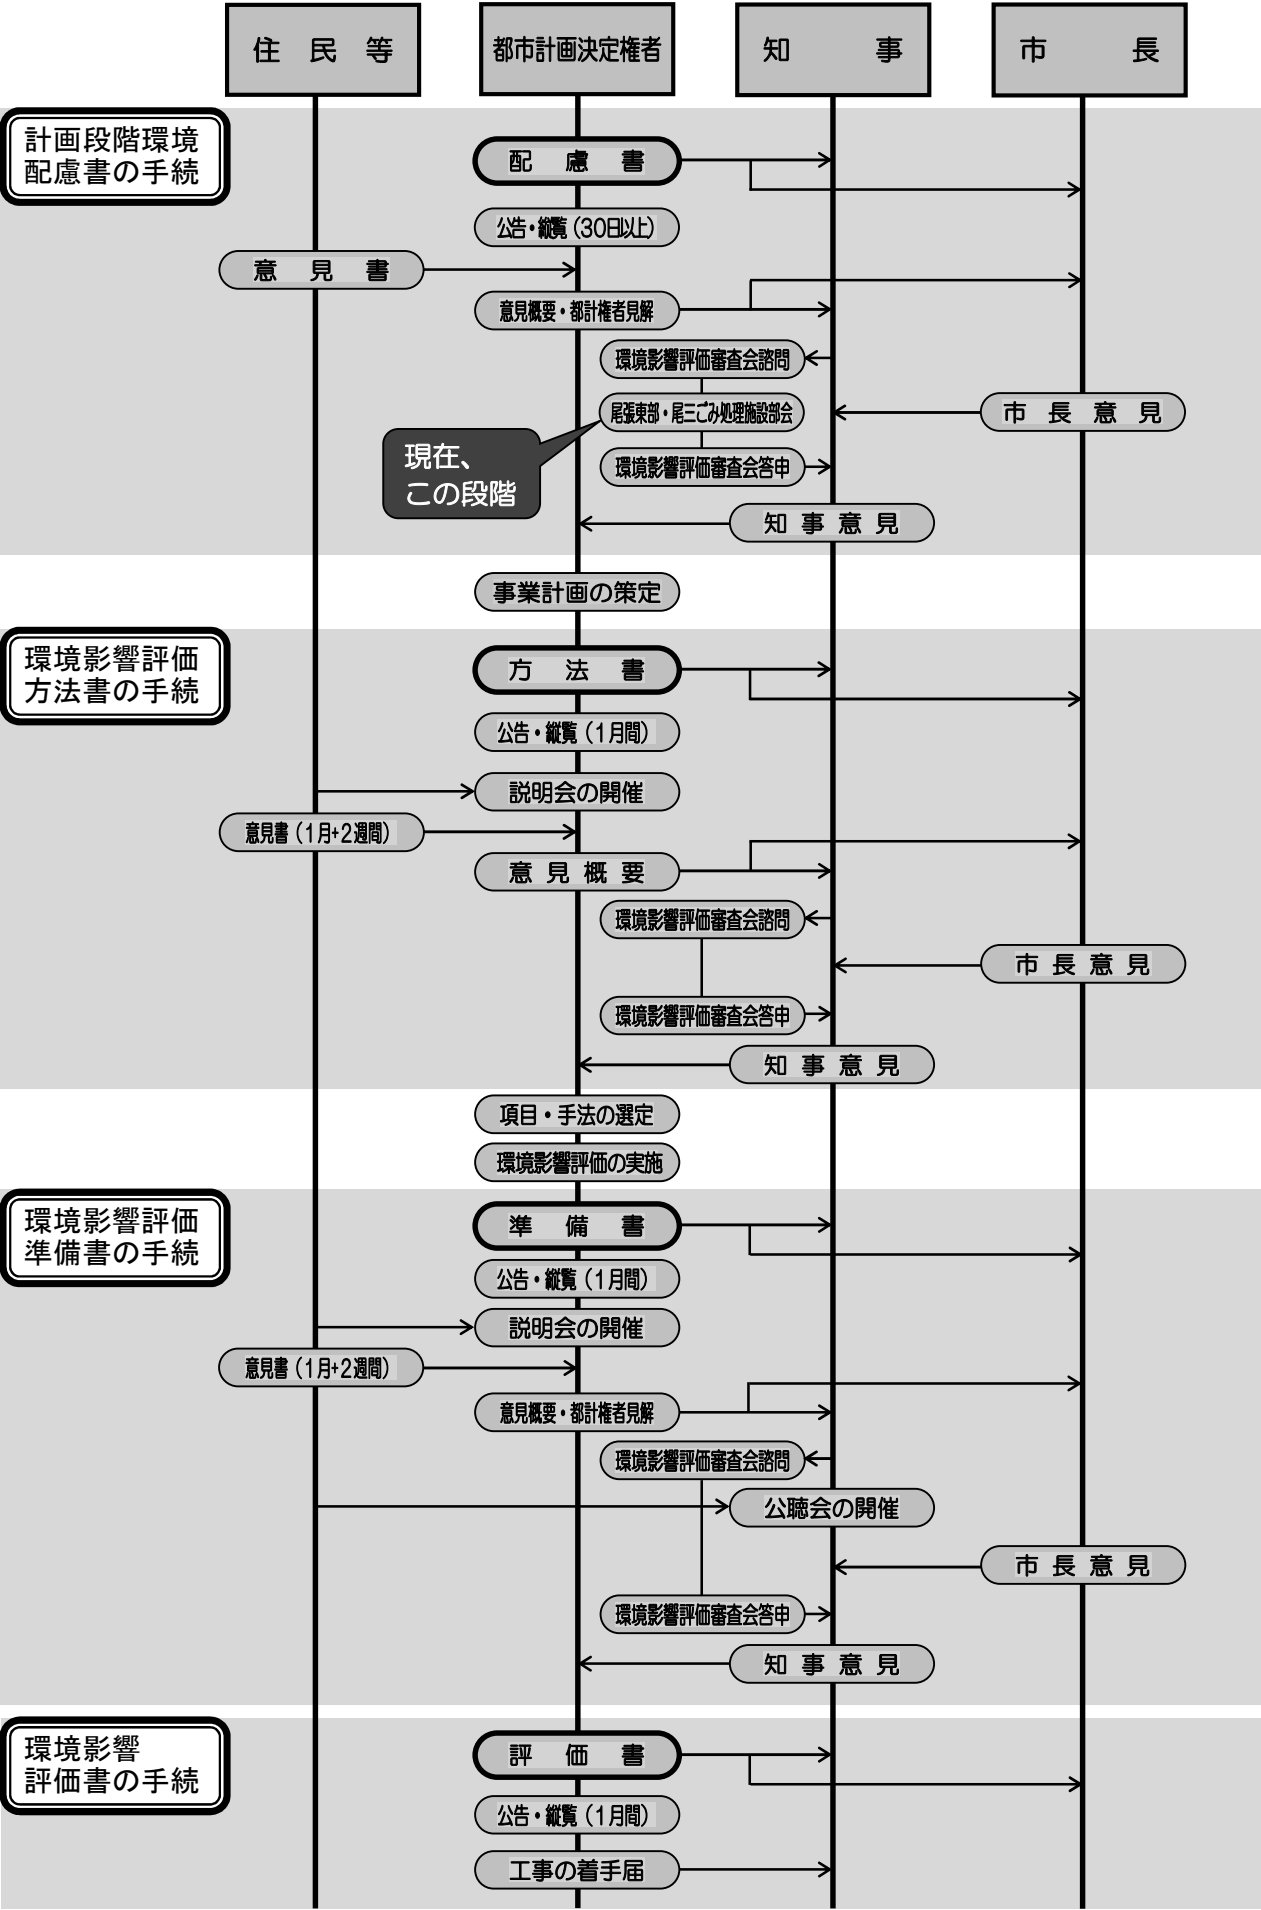 住民等
都市計画決定権者
知事
市長
計画段階環境
配慮書の手続
配慮書
公告・縦覧（30日以上）
意見書
意見概要・都計権者見解
環境影響評価審査会諮問
尾張東部・尾三ごみ処理施設部会
市長意見
現在、
この段階
環境影響評価審査会答申
知事意見
事業計画の策定
環境影響評価
方法書の手続
方法書
公告・縦覧（１月間）
説明会の開催
意見書（１月+２週間）
意見概要
環境影響評価審査会諮問
市長意見
環境影響評価審査会答申
知事意見
項目・手法の選定
環境影響評価の実施
環境影響評価
準備書の手続
準備書
公告・縦覧（１月間）
説明会の開催
意見書（１月+２週間）
意見概要・都計権者見解
環境影響評価審査会諮問
公聴会の開催
市長意見
環境影響評価審査会答申
知事意見
環境影響
評価書の手続
評価書
公告・縦覧（１月間）
工事の着手届